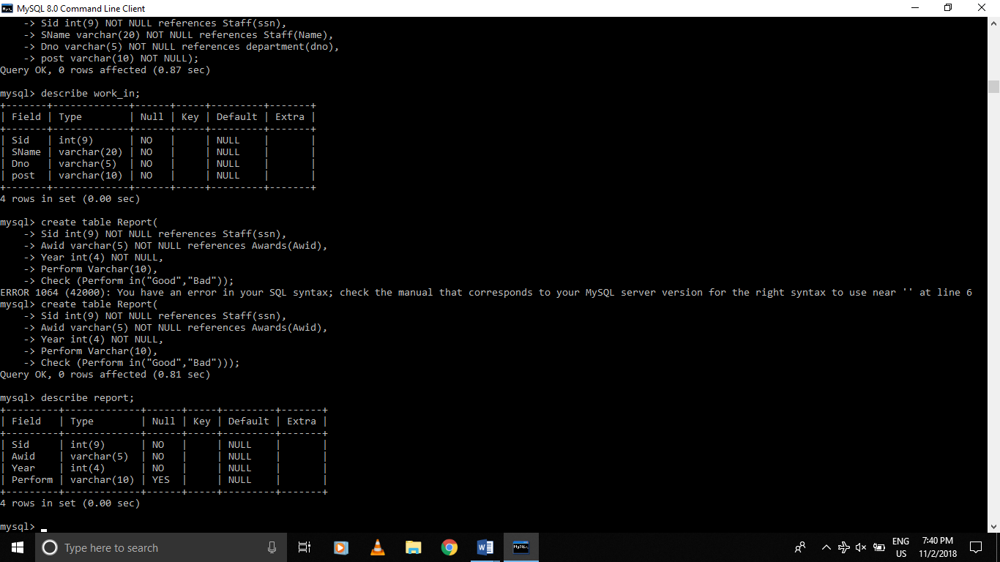 MySQL 8.0 Command Line Client
    -> Sid int(9) NOT NULL references Staff(ssn),
    -> SName varchar(20) NOT NULL references Staff(Name),
    -> Dno varchar(5) NOT NULL references department(dno),
    -> post varchar(10) NOT NULL);
Query OK, 0 rows affected (0.87 sec)
mysql> describe work_in;
+-------+-------------+------+-----+---------+-------+
| Field | Type        | Null | Key | Default | Extra |
+-------+-------------+------+-----+---------+-------+
| Sid   | int(9)      | NO   |     | NULL    |       |
| SName | varchar(20) | NO   |     | NULL    |       |
| Dno   | varchar(5)  | NO   |     | NULL    |       |
| post  | varchar(10) | NO   |     | NULL    |       |
+-------+-------------+------+-----+---------+-------+
4 rows in set (0.00 sec)
mysql> create table Report(
    -> Sid int(9) NOT NULL references Staff(ssn),
    -> Awid varchar(5) NOT NULL references Awards(Awid),
    -> Year int(4) NOT NULL,
    -> Perform Varchar(10),
    -> Check (Perform in("Good","Bad"));
ERROR 1064 (42000): You have an error in your SQL syntax; check the manual that corresponds to your MySQL server version for the right syntax to use near '' at line 6
mysql> create table Report(
    -> Sid int(9) NOT NULL references Staff(ssn),
    -> Awid varchar(5) NOT NULL references Awards(Awid),
    -> Year int(4) NOT NULL,
    -> Perform Varchar(10),
    -> Check (Perform in("Good","Bad")));
Query OK, 0 rows affected (0.81 sec)
mysql> describe report;
+---------+-------------+------+-----+---------+-------+
| Field   | Type        | Null | Key | Default | Extra |
+---------+-------------+------+-----+---------+-------+
| Sid     | int(9)      | NO   |     | NULL    |       |
| Awid    | varchar(5)  | NO   |     | NULL    |       |
| Year    | int(4)      | NO   |     | NULL    |       |
| Perform | varchar(10) | YES  |     | NULL    |       |
+---------+-------------+------+-----+---------+-------+
4 rows in set (0.00 sec)
mysql> _
Type here to search
ENG 7:40 PM
US 11/2/2018